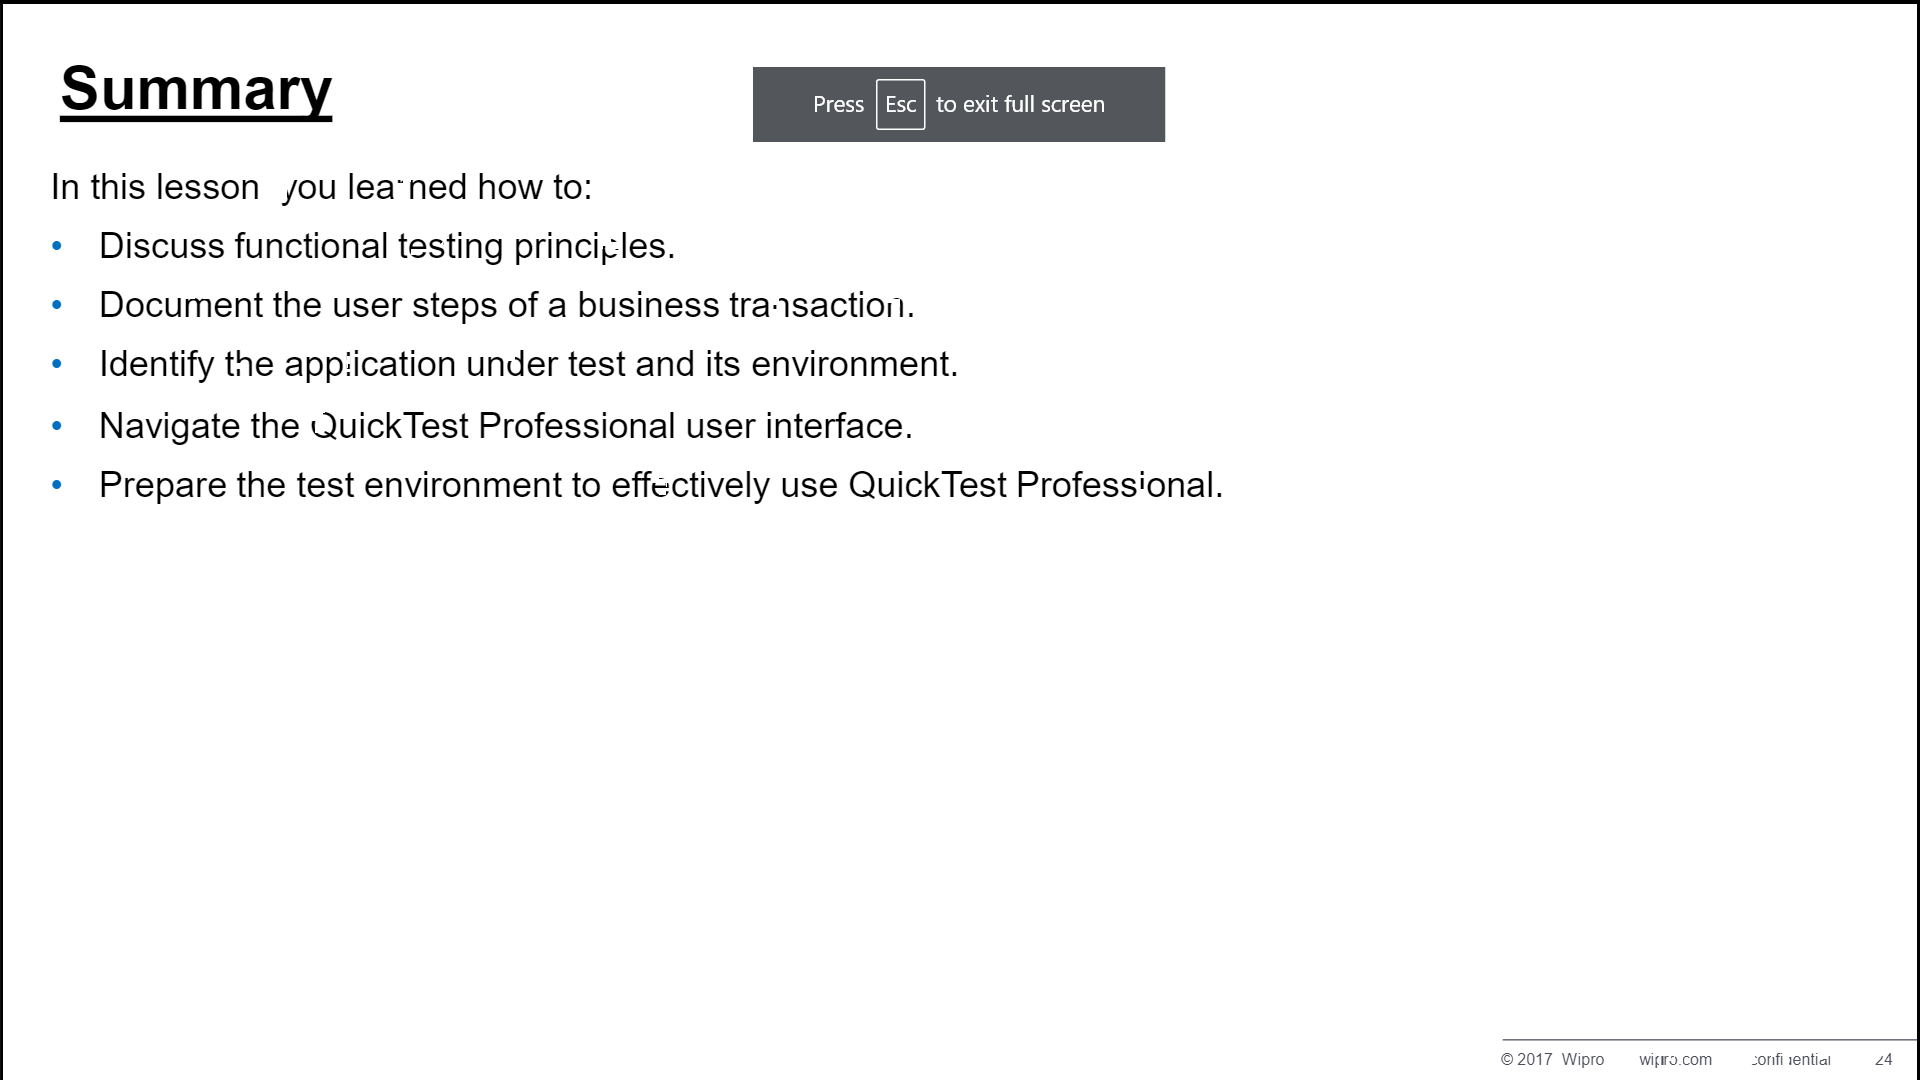 Summary
Press Esc to exit full screen
In this lesson you learned how to:
• Discuss functional testing principles.
• Document the user steps of a business transaction.
• Identify the application under test and its environment.
• Navigate the QuickTest Professional user interface.
• Prepare the test environment to effectively use QuickTest Professional.
© 2017 Wipro wipro.com confidential 24